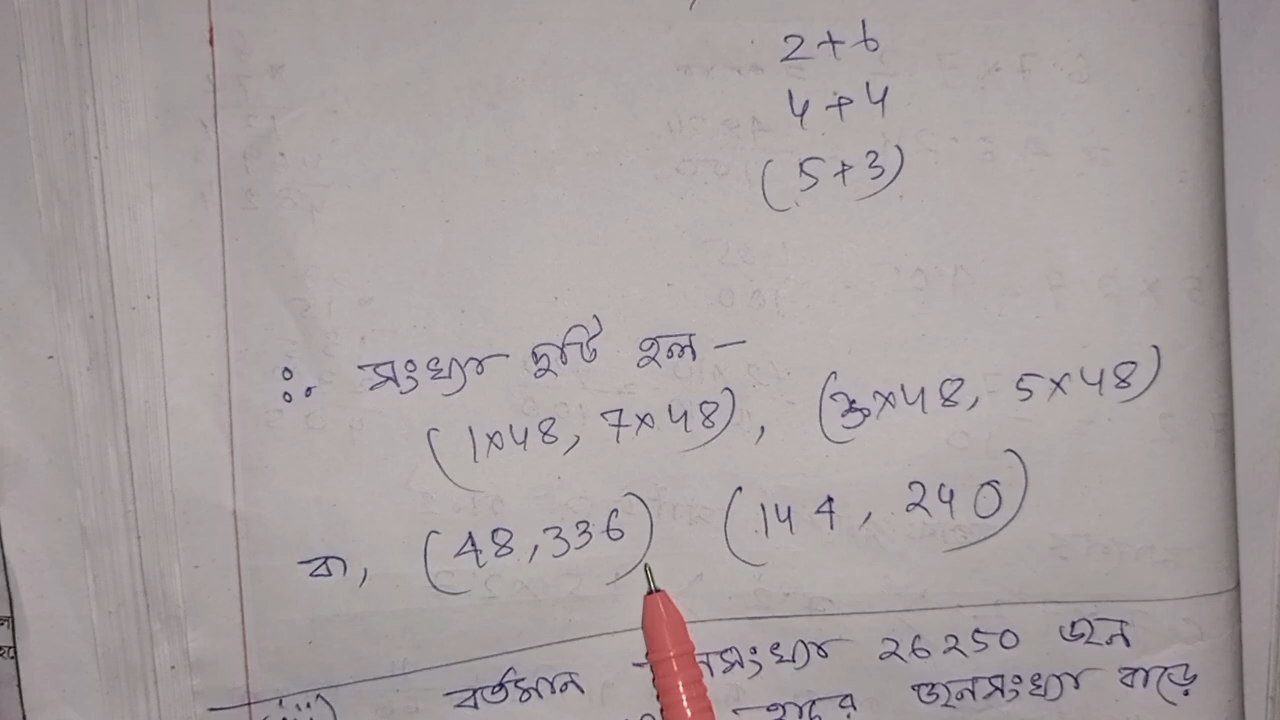 2+6
4+4
(5+3)
∴ সংখ্যা দুটি হল —
(1×48, 7×48), (3×48, 5×48)
বা, (48,336) (144, 240)
বর্তমান জনসংখ্যা 26250 জন
হারে জনসংখ্যা বাড়ে